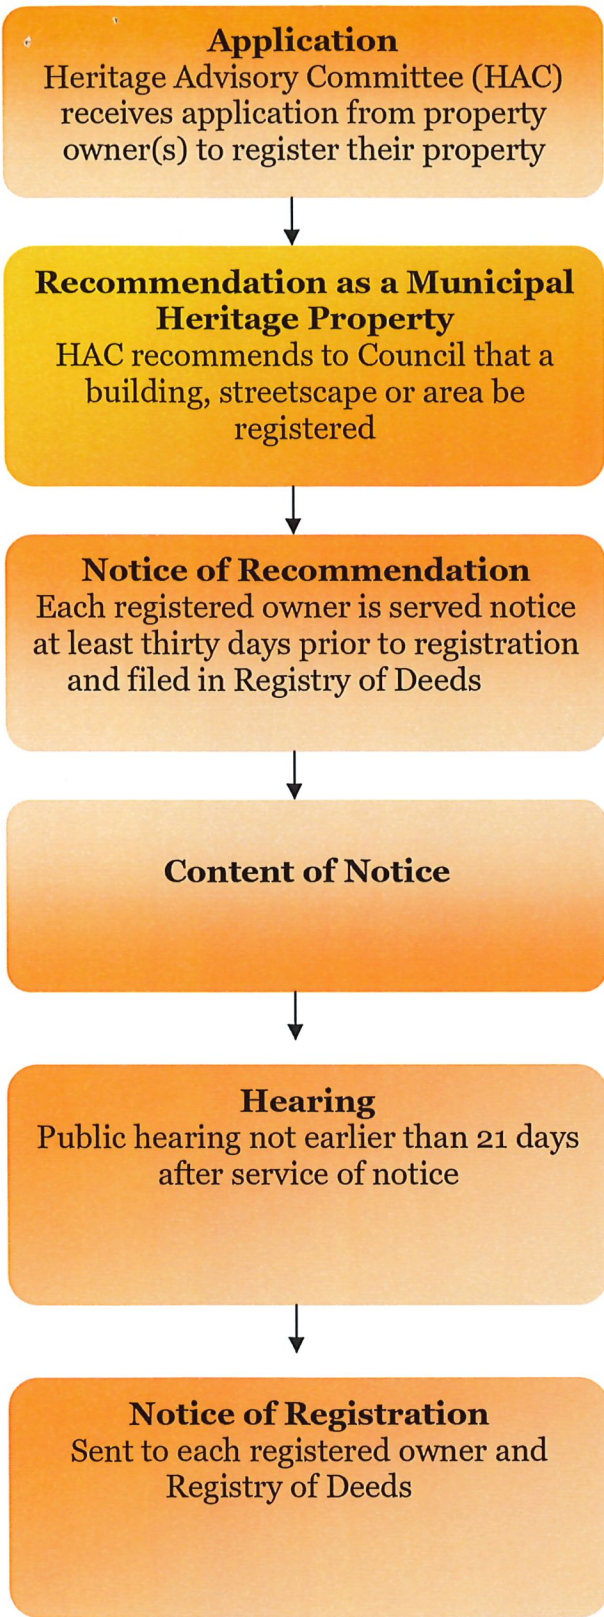 Application
Heritage Advisory Committee (HAC)
receives application from property
owner(s) to register their property
Recommendation as a Municipal
Heritage Property
HAC recommends to Council that a
building, streetscape or area be
registered
Notice of Recommendation
Each registered owner is served notice
at least thirty days prior to registration
and filed in Registry of Deeds
Content of Notice
Hearing
Public hearing not earlier than 21 days
after service of notice
Notice of Registration
Sent to each registered owner and
Registry of Deeds